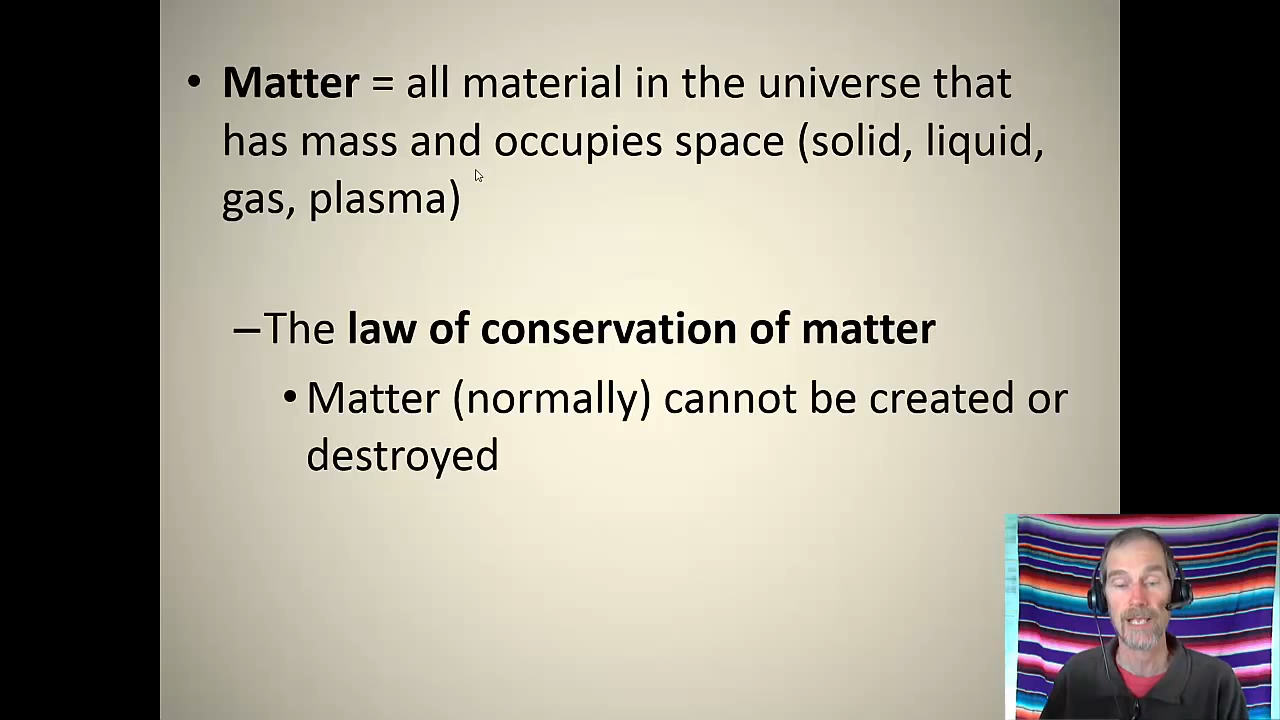 • Matter = all material in the universe that
has mass and occupies space (solid, liquid,
gas, plasma)
–The law of conservation of matter
• Matter (normally) cannot be created or
destroyed